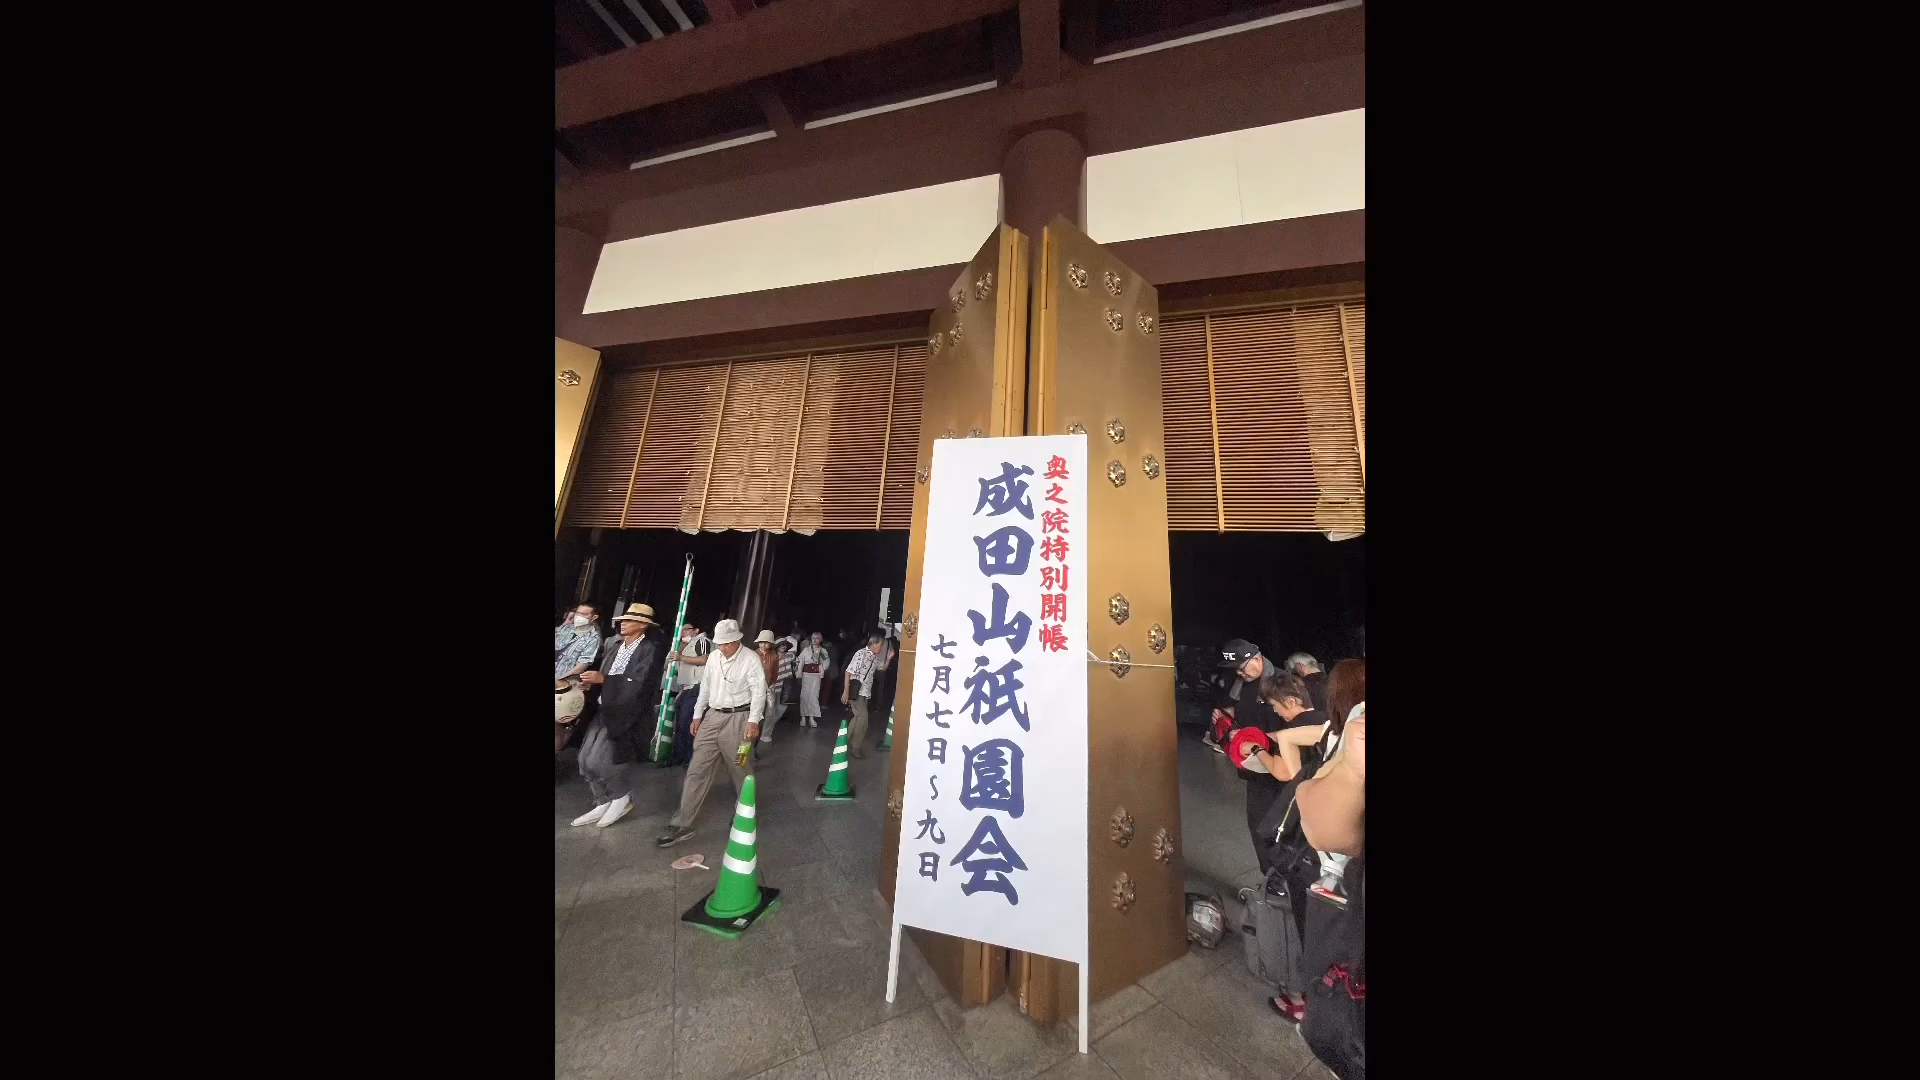 奥之院特別開帳
成田山祇園会
七月七日～九日